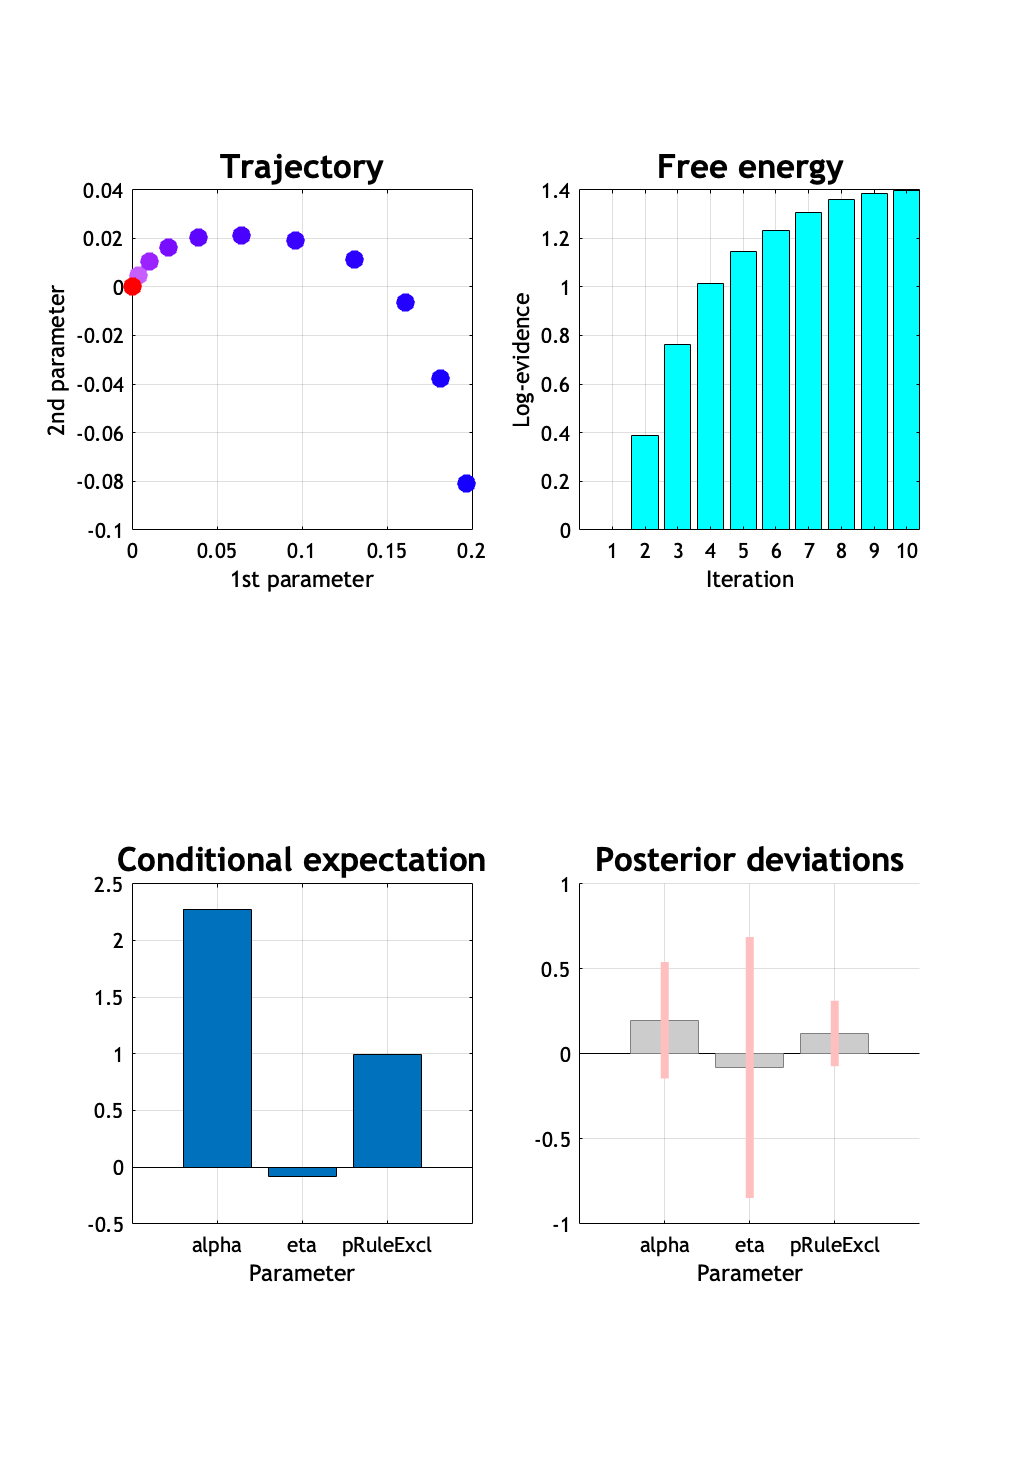 Trajectory
0.04
0.02
0
-0.02
-0.04
-0.06
-0.08
-0.1
2nd parameter
0 0.05 0.1 0.15 0.2
1st parameter
Free energy
1.4
1.2
1
0.8
0.6
0.4
0.2
0
Log-evidence
1 2 3 4 5 6 7 8 9 10
Iteration
Conditional expectation
2.5
2
1.5
1
0.5
0
-0.5
alpha eta pRuleExcl
Parameter
Posterior deviations
1
0.5
0
-0.5
-1
alpha eta pRuleExcl
Parameter